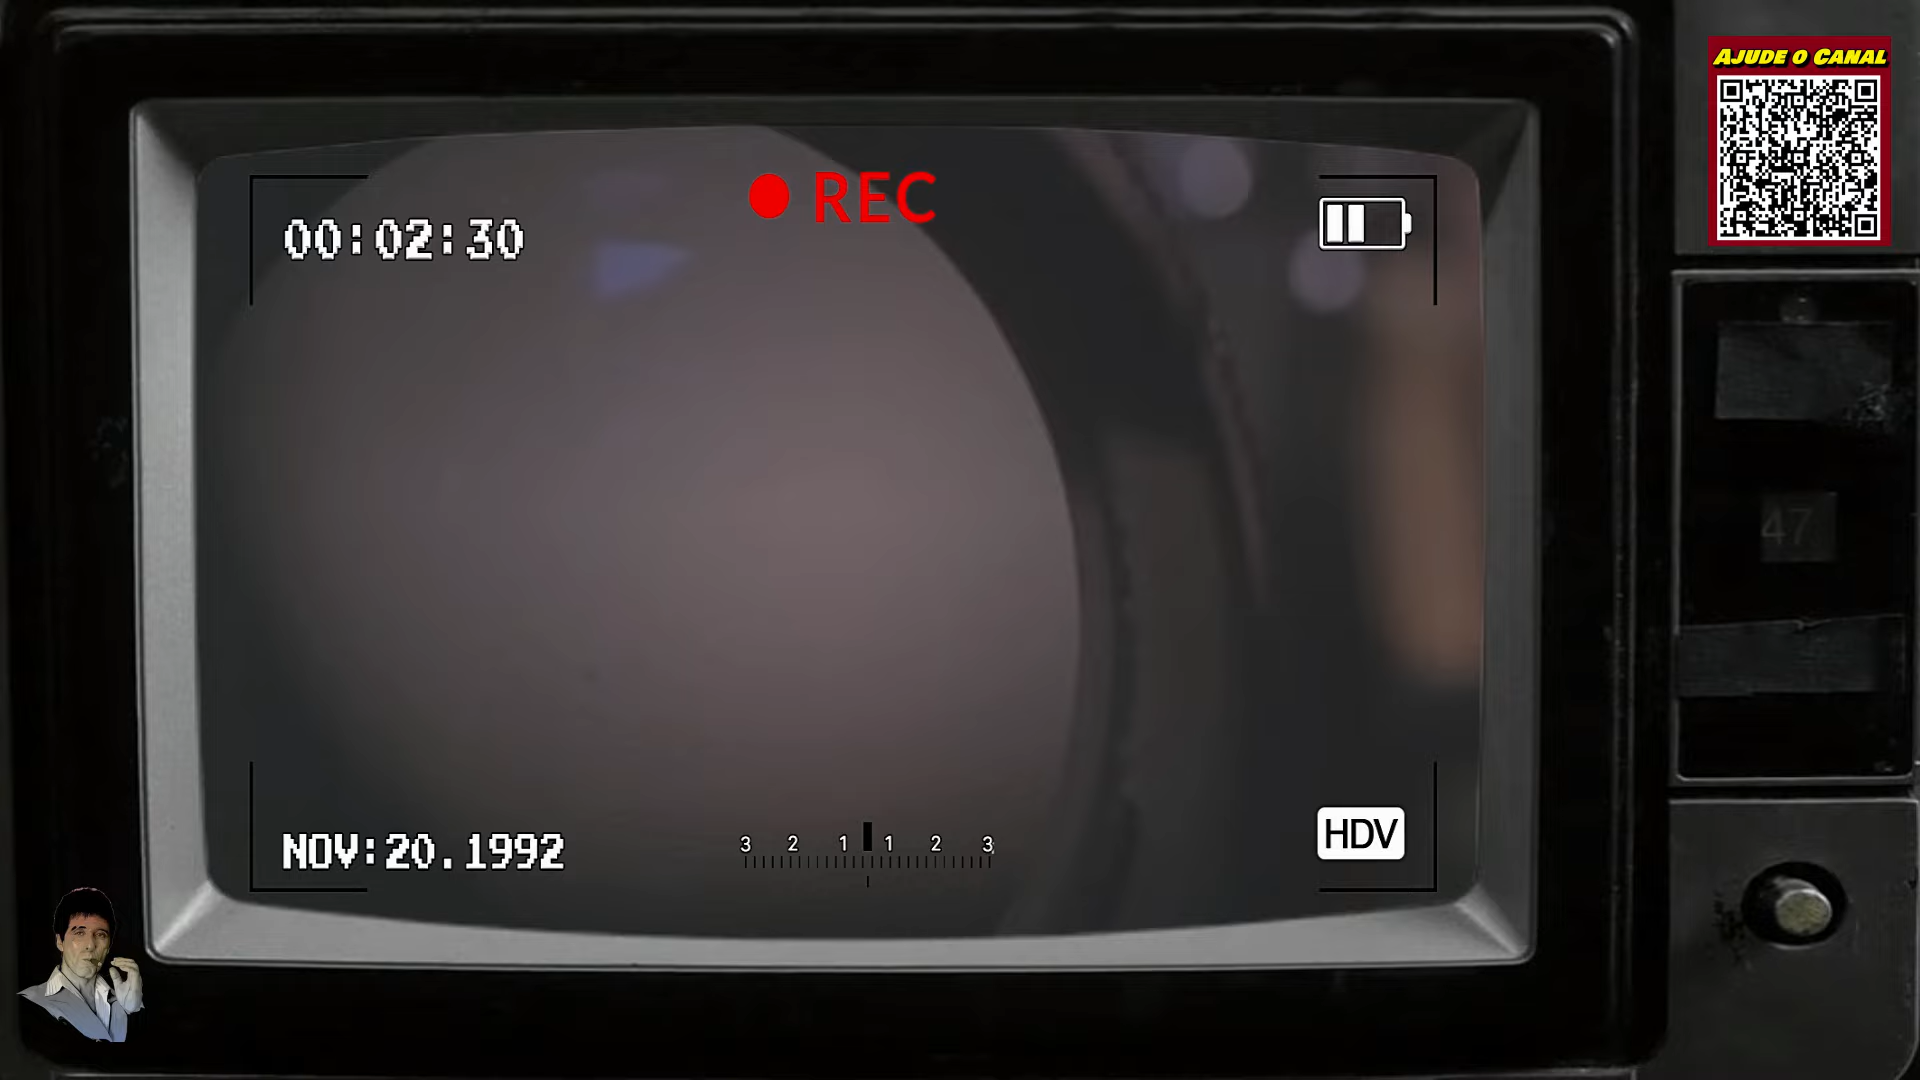 AJUDE O CANAL
REC
00:02:30
47
NOV:20.1992
3 2 1 1 2 3
HDV